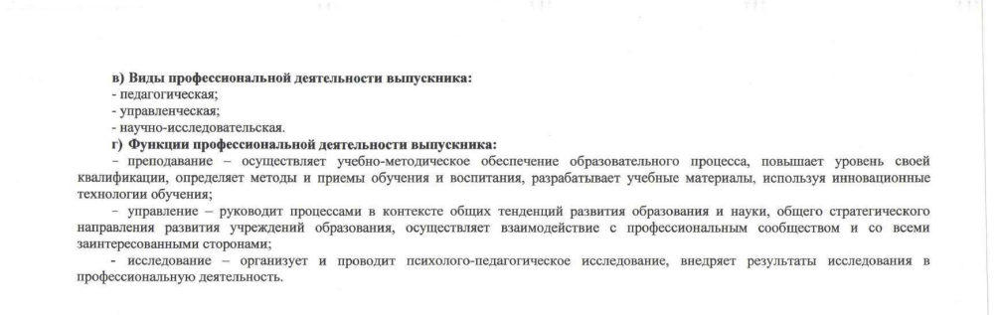 в) Виды профессиональной деятельности выпускника:
- педагогическая;
- управленческая;
- научно-исследовательская.
г) Функции профессиональной деятельности выпускника:
– преподавание – осуществляет учебно-методическое обеспечение образовательного процесса, повышает уровень своей
квалификации, определяет методы и приемы обучения и воспитания, разрабатывает учебные материалы, используя инновационные
технологии обучения;
– управление – руководит процессами в контексте общих тенденций развития образования и науки, общего стратегического
направления развития учреждений образования, осуществляет взаимодействие с профессиональным сообществом и со всеми
заинтересованными сторонами;
- исследование – организует и проводит психолого-педагогическое исследование, внедряет результаты исследования в
профессиональную деятельность.